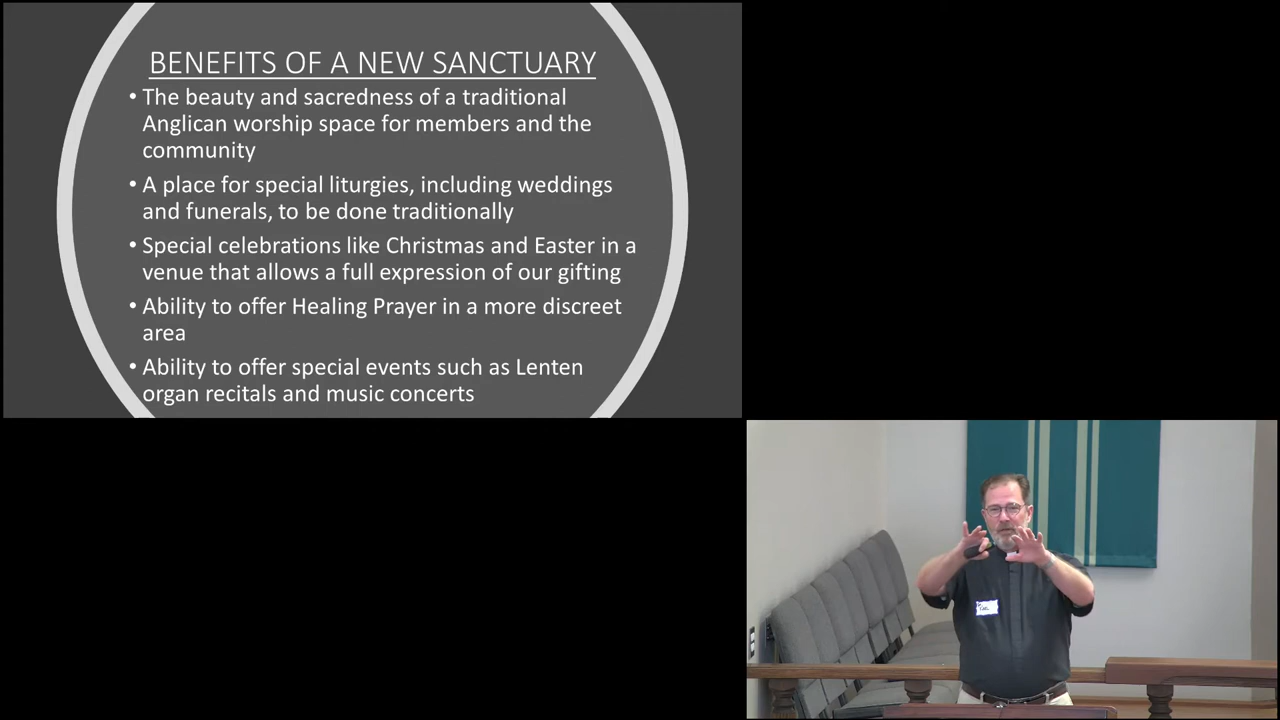 BENEFITS OF A NEW SANCTUARY
• The beauty and sacredness of a traditional
Anglican worship space for members and the
community
• A place for special liturgies, including weddings
and funerals, to be done traditionally
• Special celebrations like Christmas and Easter in a
venue that allows a full expression of our gifting
• Ability to offer Healing Prayer in a more discreet
area
• Ability to offer special events such as Lenten
organ recitals and music concerts